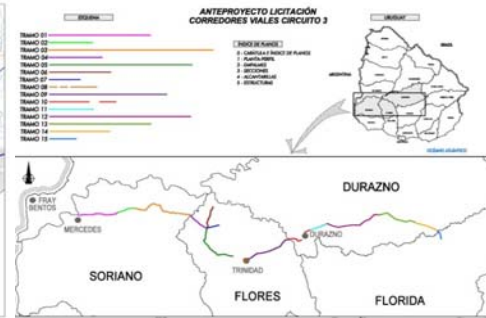 ESQUEMA
ANTEPROYECTO LICITACIÓN
CORREDORES VIALES CIRCUITO 3
URUGUAY
TRAMO 01
TRAMO 02
TRAMO 03
TRAMO 04
TRAMO 05
TRAMO 06
TRAMO 07
TRAMO 08
TRAMO 09
TRAMO 10
TRAMO 11
TRAMO 12
TRAMO 13
TRAMO 14
TRAMO 15
ÍNDICE DE PLANOS
0 - CARÁTULA E ÍNDICE DE PLANOS
1 - PLANTA-PERFIL
2 - EMPALMES
3 - SECCIONES
4 - ALCANTARILLAS
5 - ESTRUCTURAS
BRASIL
ARGENTINA
OCÉANO ATLÁNTICO
FRAY
BENTOS
MERCEDES
DURAZNO
DURAZNO
TRINIDAD
SORIANO
FLORES
FLORIDA